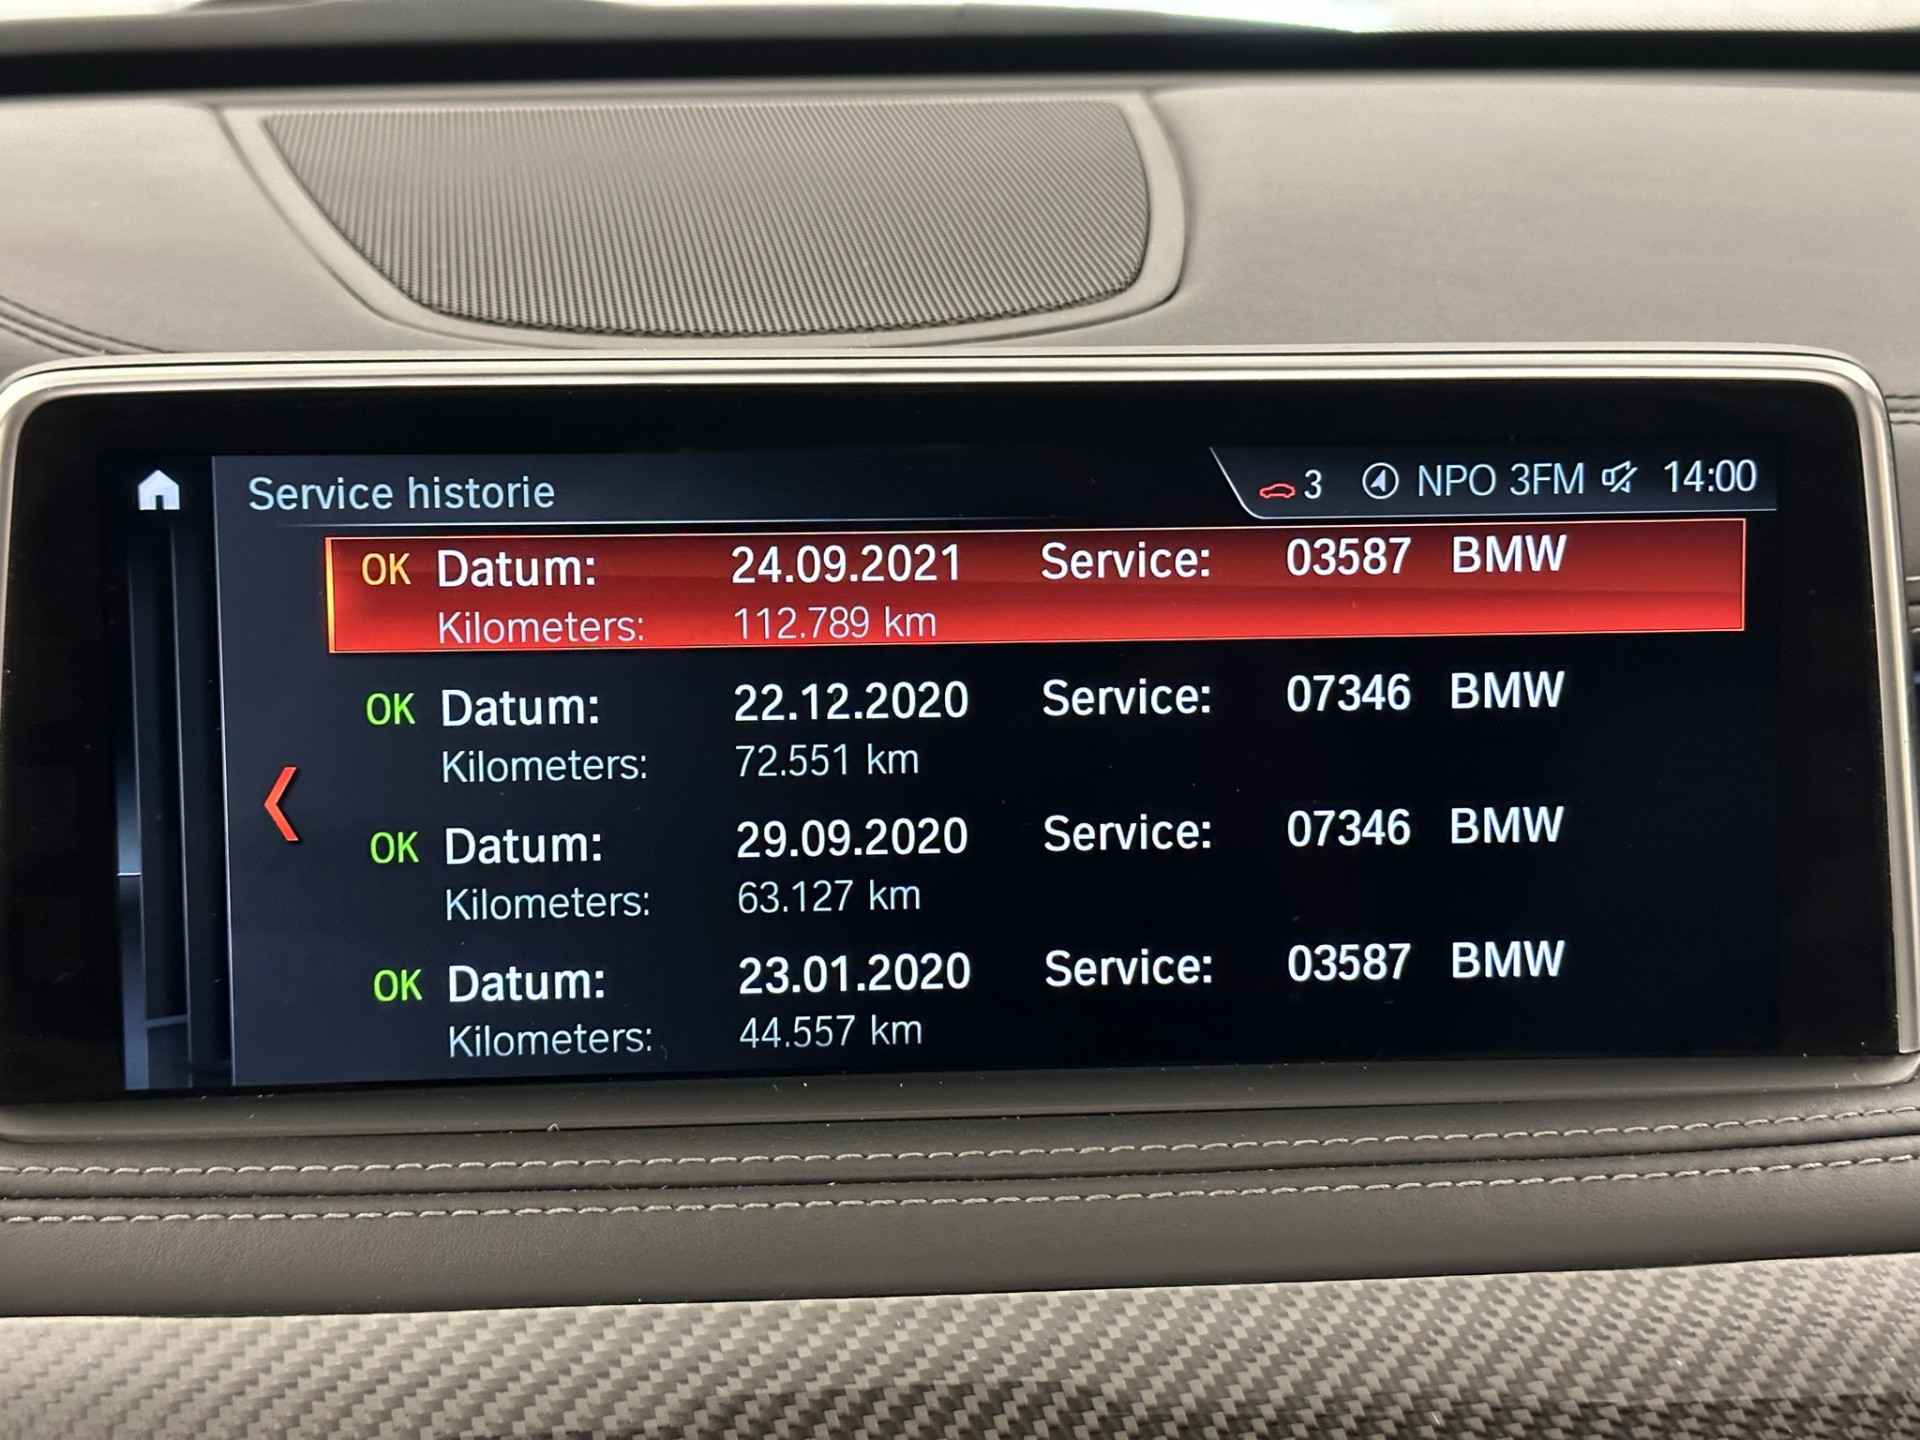 Service historie
3 NPO 3FM 14:00
OK Datum: 24.09.2021 Service: 03587 BMW
Kilometers: 112.789 km
OK Datum: 22.12.2020 Service: 07346 BMW
Kilometers: 72.551 km
OK Datum: 29.09.2020 Service: 07346 BMW
Kilometers: 63.127 km
OK Datum: 23.01.2020 Service: 03587 BMW
Kilometers: 44.557 km